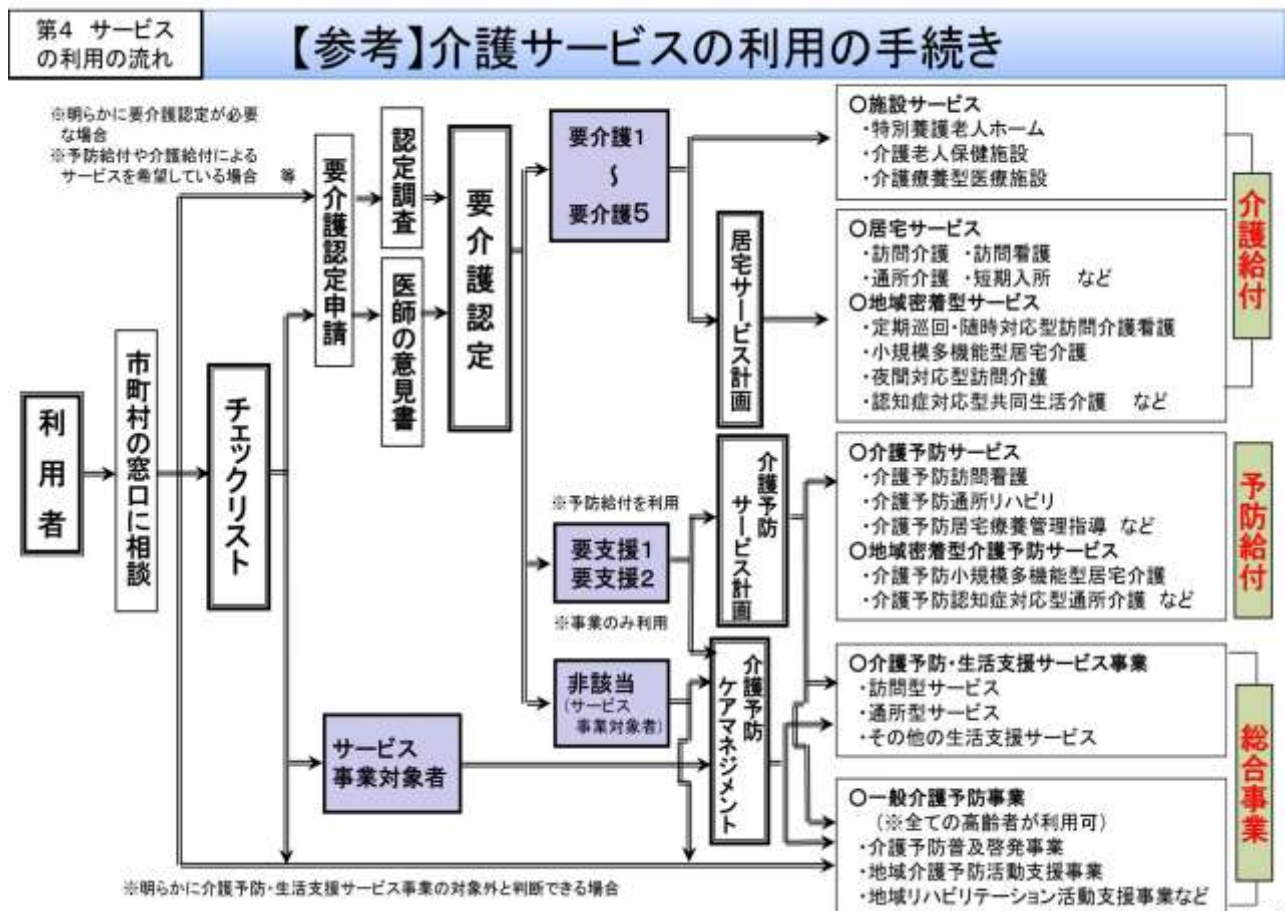 第4 サービス
の利用の流れ
【参考】介護サービスの利用の手続き
※明らかに要介護認定が必要
な場合
※予防給付や介護給付による
サービスを希望している場合 等
利用者
市町村の窓口に相談
チェックリスト
要介護認定申請
認定調査
医師の意見書
要介護認定
要介護1
~
要介護5
※予防給付を利用
要支援1
要支援2
※事業のみ利用
非該当
(サービス
事業対象者)
サービス
事業対象者
居宅サービス計画
介護予防
サービス計画
介護予防
ケアマネジメント
○施設サービス
・特別養護老人ホーム
・介護老人保健施設
・介護療養型医療施設
○居宅サービス
・訪問介護 ・訪問看護
・通所介護 ・短期入所 など
○地域密着型サービス
・定期巡回・随時対応型訪問介護看護
・小規模多機能型居宅介護
・夜間対応型訪問介護
・認知症対応型共同生活介護 など
介護給付
○介護予防サービス
・介護予防訪問看護
・介護予防通所リハビリ
・介護予防居宅療養管理指導 など
○地域密着型介護予防サービス
・介護予防小規模多機能型居宅介護
・介護予防認知症対応型通所介護 など
予防給付
○介護予防・生活支援サービス事業
・訪問型サービス
・通所型サービス
・その他の生活支援サービス
○一般介護予防事業
(※全ての高齢者が利用可)
・介護予防普及啓発事業
・地域介護予防活動支援事業
・地域リハビリテーション活動支援事業など
総合事業
※明らかに介護予防・生活支援サービス事業の対象外と判断できる場合